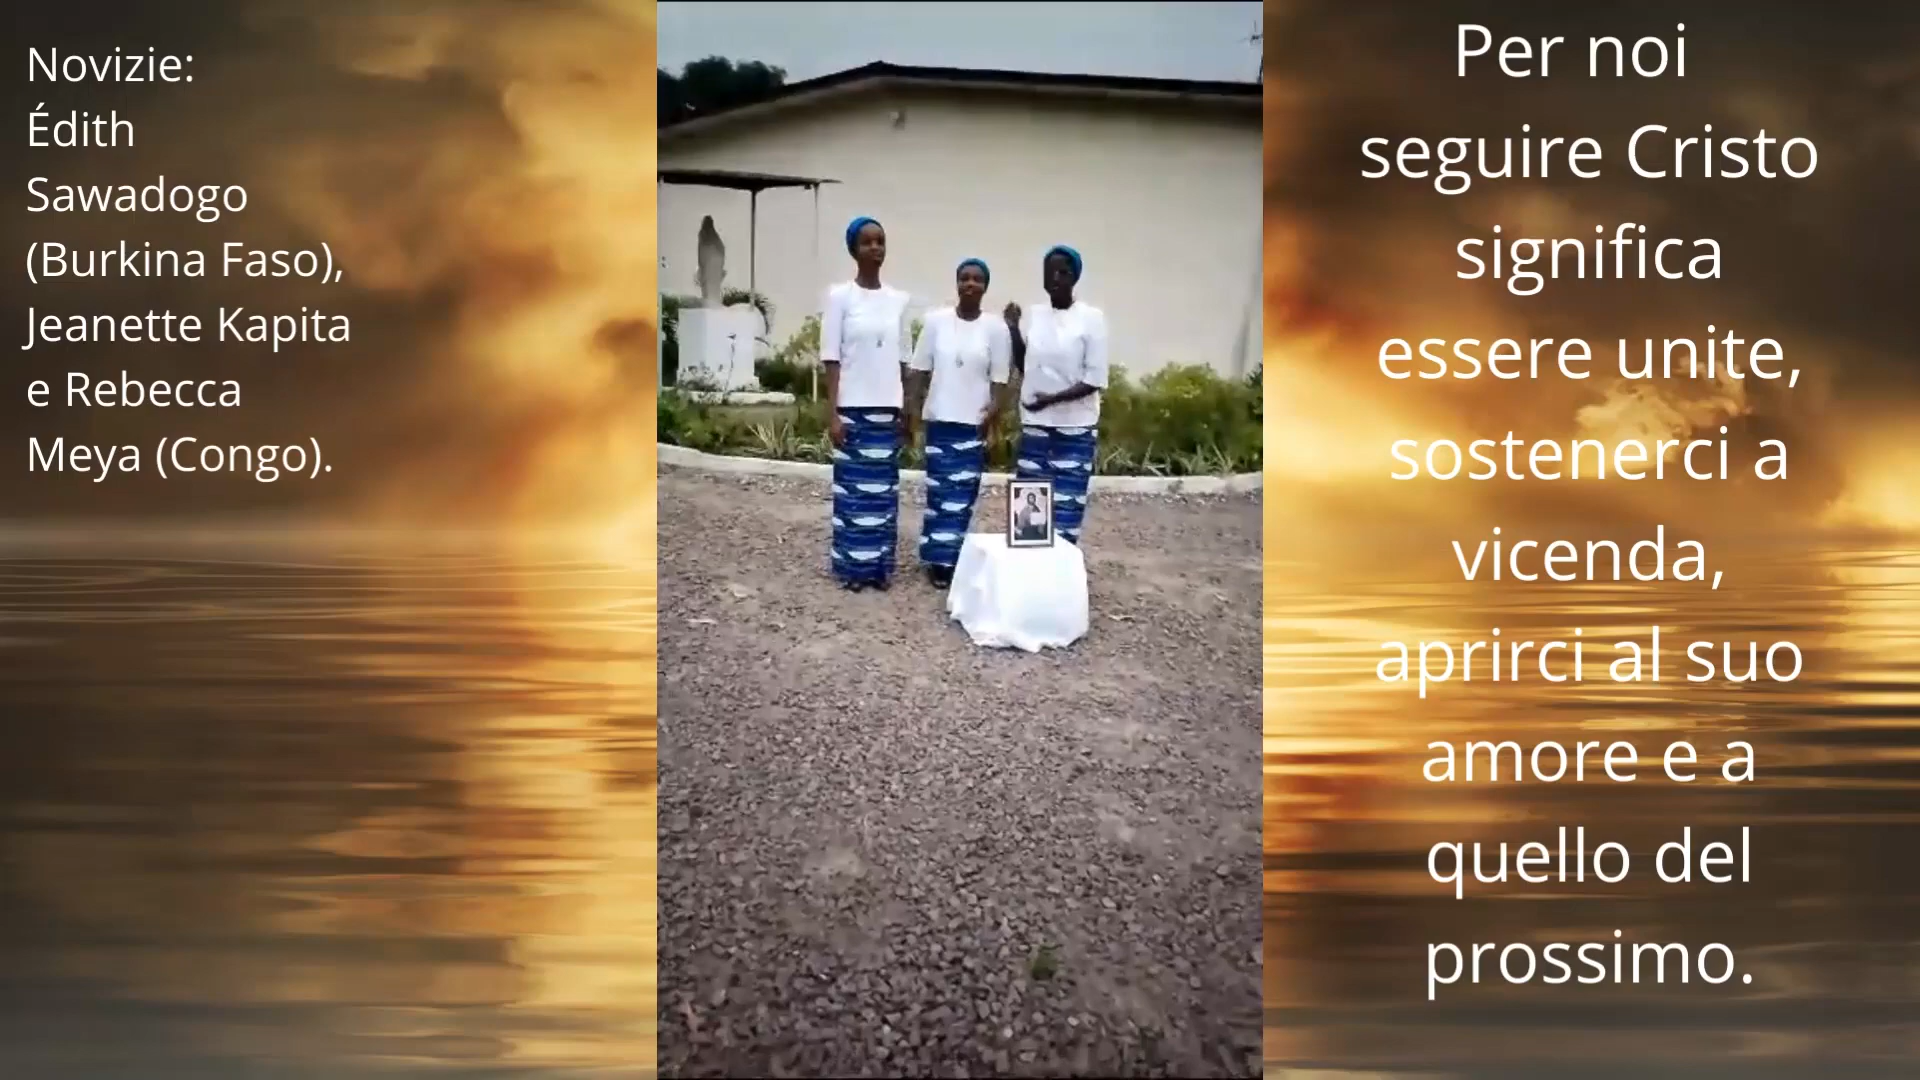 Novizie:
Édith
Sawadogo
(Burkina Faso),
Jeanette Kapita
e Rebecca
Meya (Congo).
Per noi
seguire Cristo
significa
essere unite,
sostenerci a
vicenda,
aprirci al suo
amore e a
quello del
prossimo.